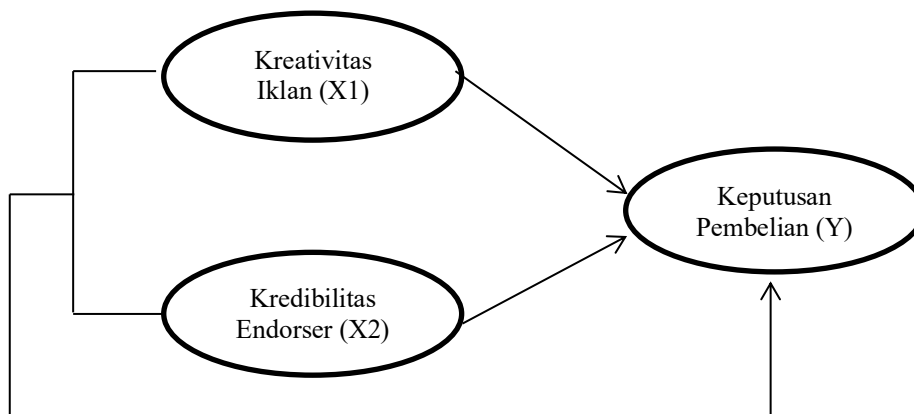 Kreativitas
Iklan (X1)
Keputusan
Pembelian (Y)
Kredibilitas
Endorser (X2)